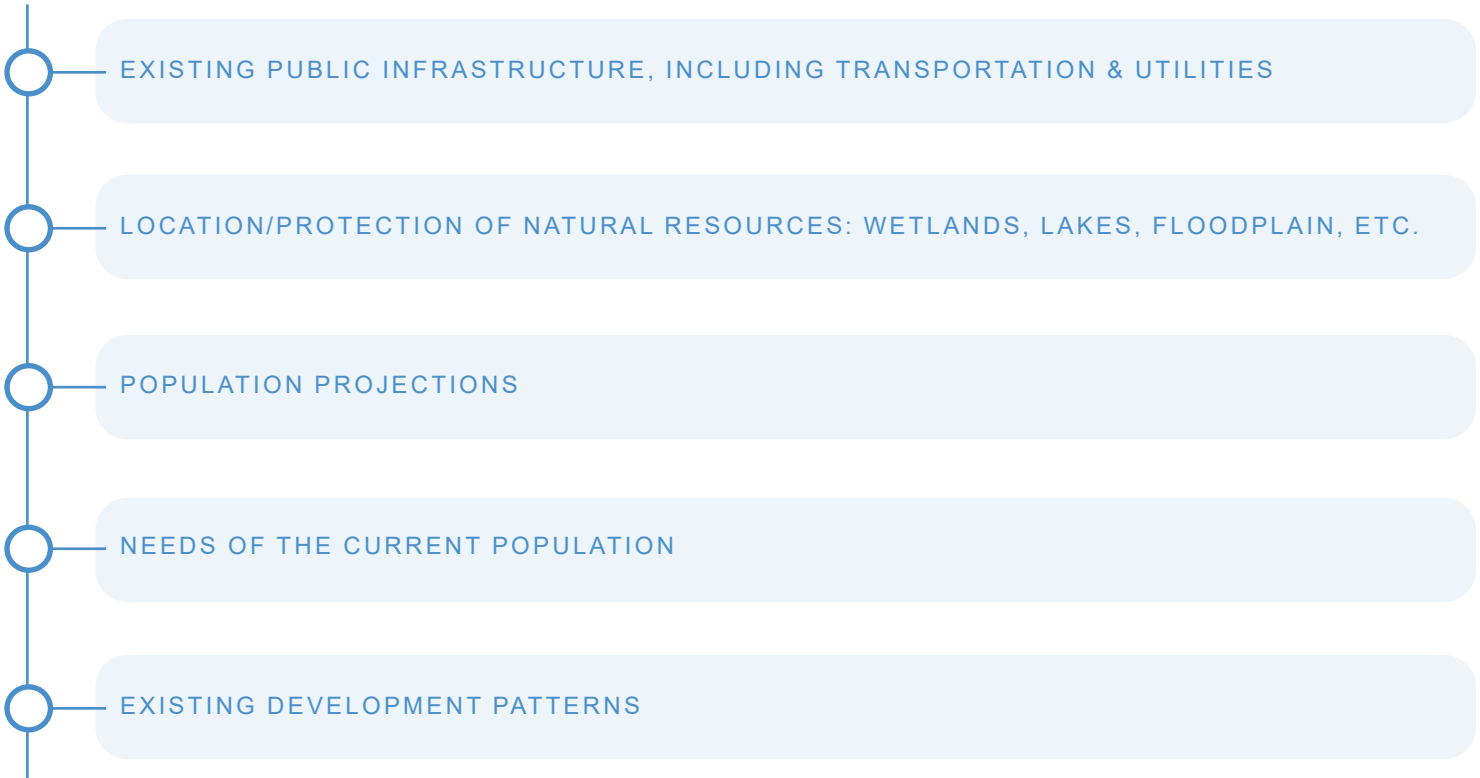 EXISTING PUBLIC INFRASTRUCTURE, INCLUDING TRANSPORTATION & UTILITIES
LOCATION/PROTECTION OF NATURAL RESOURCES: WETLANDS, LAKES, FLOODPLAIN, ETC.
POPULATION PROJECTIONS
NEEDS OF THE CURRENT POPULATION
EXISTING DEVELOPMENT PATTERNS